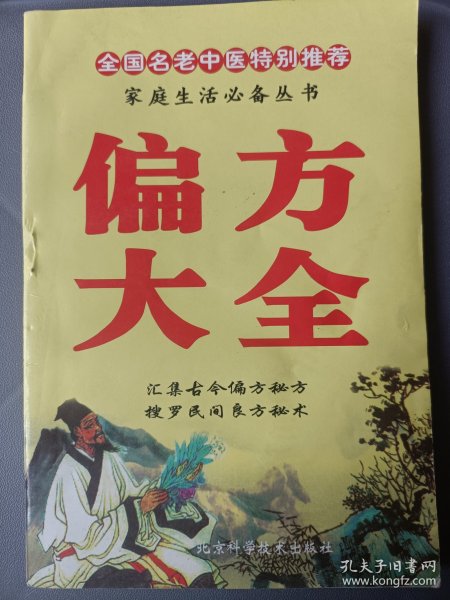 全国名老中医特别推荐
家庭生活必备丛书
偏方
大全
汇集古今偏方秘方
搜罗民间良方秘术
北京科学技术出版社
孔夫子旧书网
www.kongfz.com